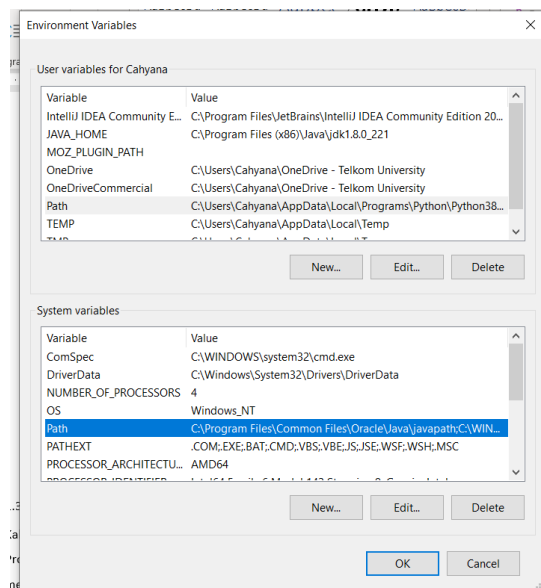 Environment Variables
User variables for Cahyana
Variable Value
IntelliJ IDEA Community E... C:\Program Files\JetBrains\IntelliJ IDEA Community Edition 20...
JAVA_HOME C:\Program Files (x86)\Java\jdk1.8.0_221
MOZ_PLUGIN_PATH
OneDrive C:\Users\Cahyana\OneDrive - Telkom University
OneDriveCommercial C:\Users\Cahyana\OneDrive - Telkom University
Path C:\Users\Cahyana\AppData\Local\Programs\Python\Python38...
TEMP C:\Users\Cahyana\AppData\Local\Temp
New... Edit... Delete
System variables
Variable Value
ComSpec C:\WINDOWS\system32\cmd.exe
DriverData C:\Windows\System32\Drivers\DriverData
NUMBER_OF_PROCESSORS 4
OS Windows_NT
Path C:\Program Files\Common Files\Oracle\Java\javapath;C:\WIN...
PATHEXT .COM;.EXE;.BAT;.CMD;.VBS;.VBE;.JS;.JSE;.WSF;.WSH;.MSC
PROCESSOR_ARCHITECTU... AMD64
New... Edit... Delete
OK Cancel